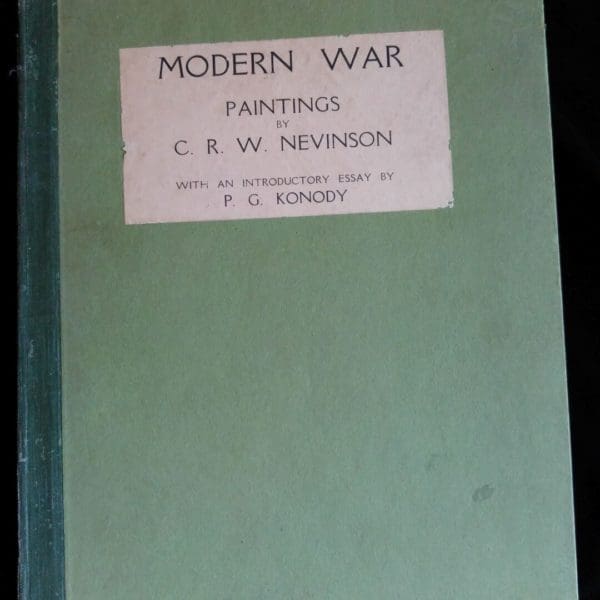 MODERN WAR
PAINTINGS
BY
C. R. W. NEVINSON
WITH AN INTRODUCTORY ESSAY BY
P. G. KONODY